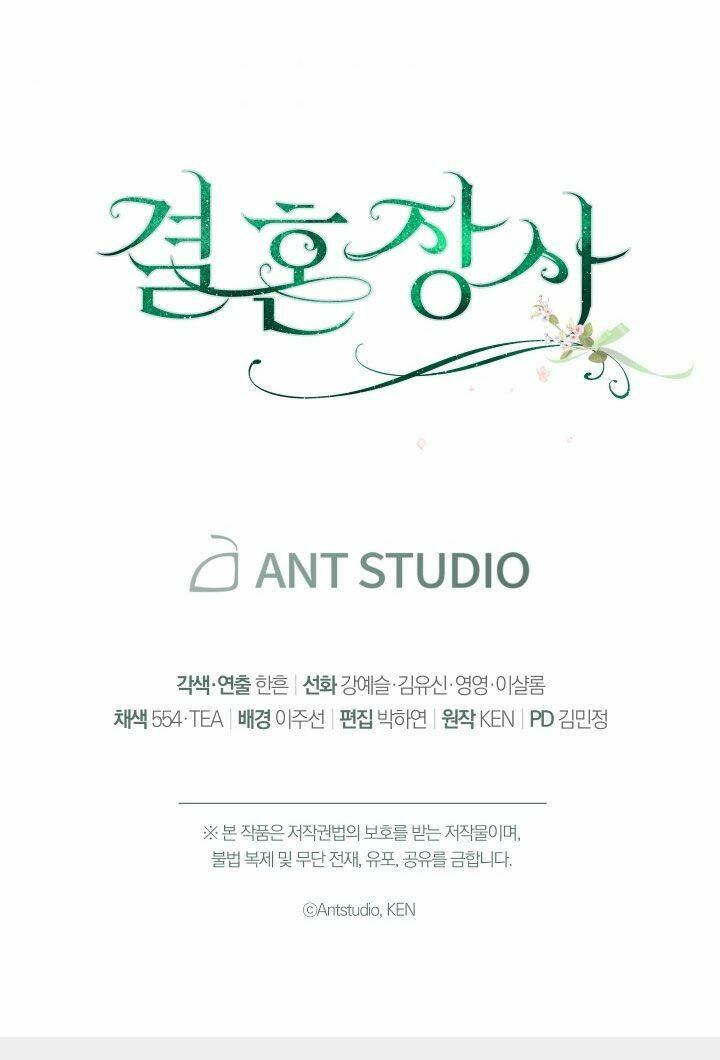 결혼장사
ANT STUDIO
각색·연출 한흔 | 선화 강예슬·김유신·영영·이샬롬
채색 554·TEA | 배경 이주선 | 편집 박하연 | 원작 KEN | PD 김민정
※ 본 작품은 저작권법의 보호를 받는 저작물이며,
불법 복제 및 무단 전재, 유포, 공유를 금합니다.
ⓒAntstudio, KEN